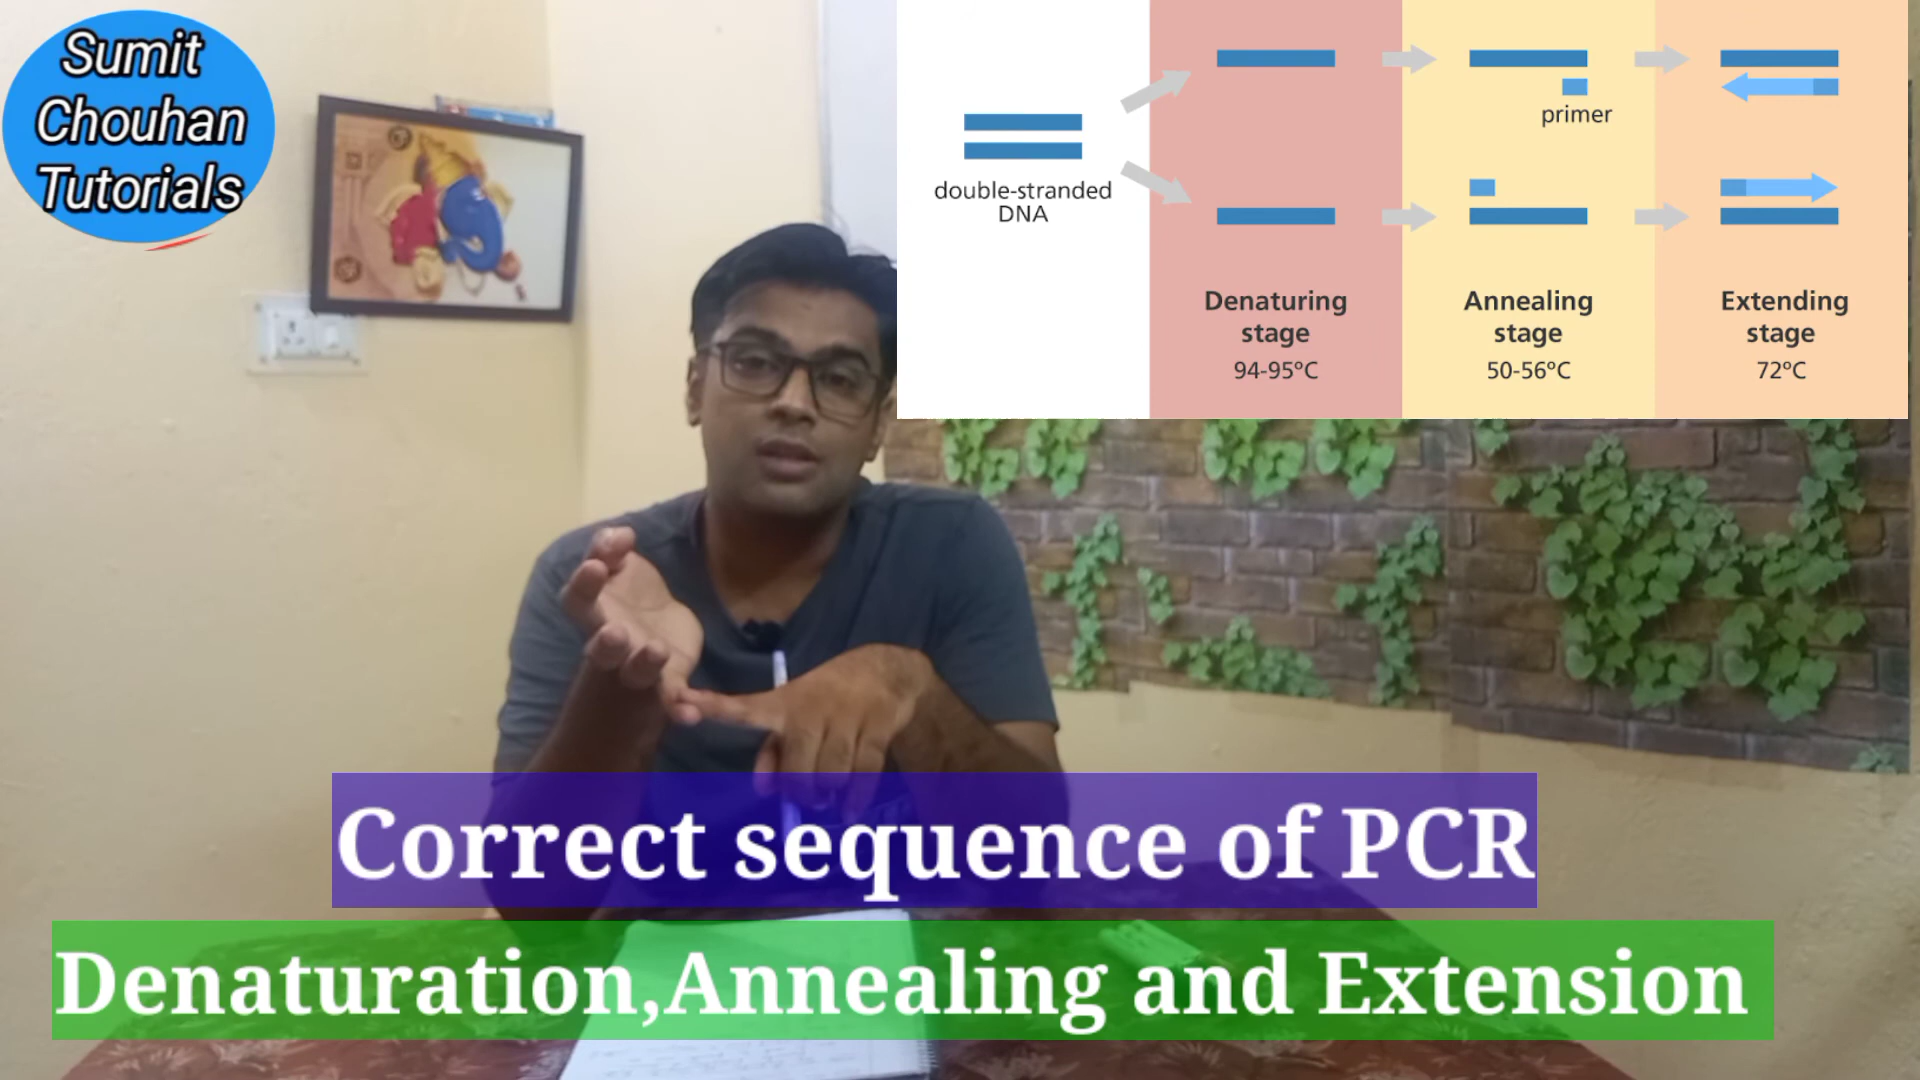 Sumit
Chouhan
Tutorials
double-stranded
DNA
primer
Denaturing
stage
94-95°C
Annealing
stage
50-56°C
Extending
stage
72°C
Correct sequence of PCR
Denaturation,Annealing and Extension